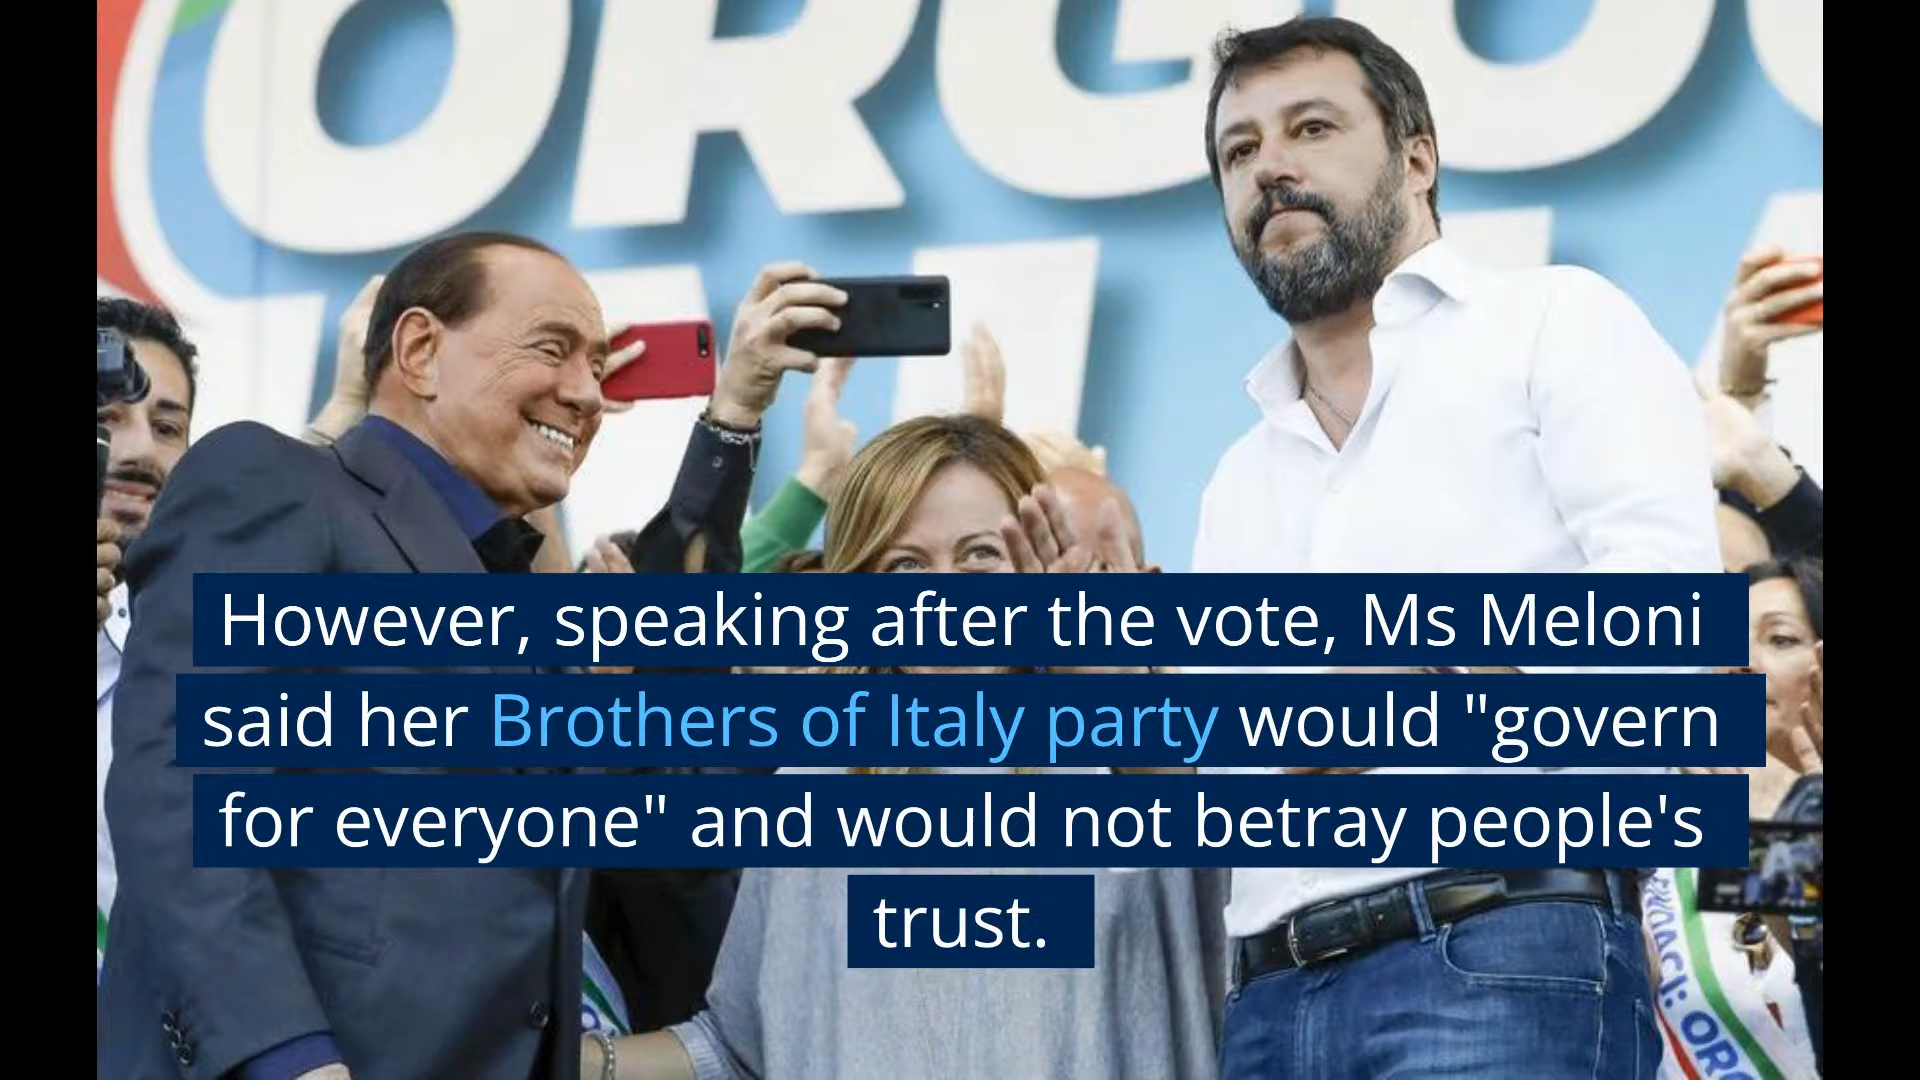 ORGO
However, speaking after the vote, Ms Meloni
said her Brothers of Italy party would "govern
for everyone" and would not betray people's
trust.